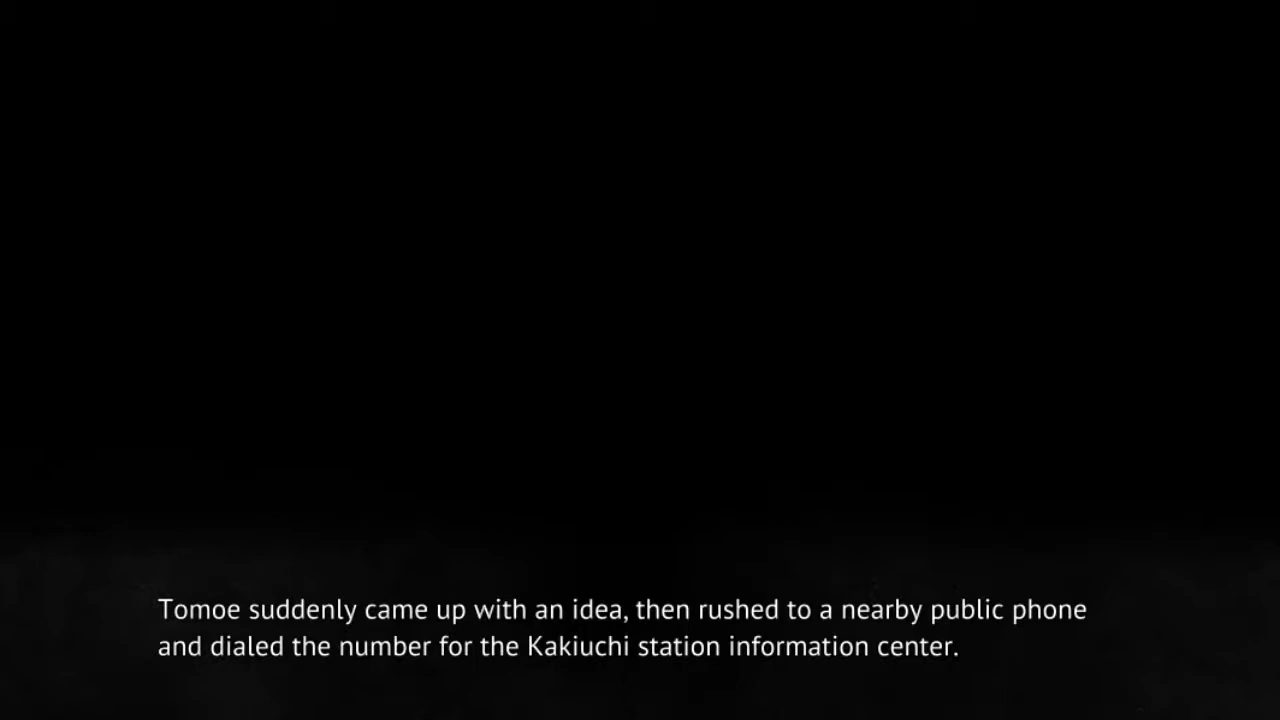 Tomoe suddenly came up with an idea, then rushed to a nearby public phone
and dialed the number for the Kakiuchi station information center.